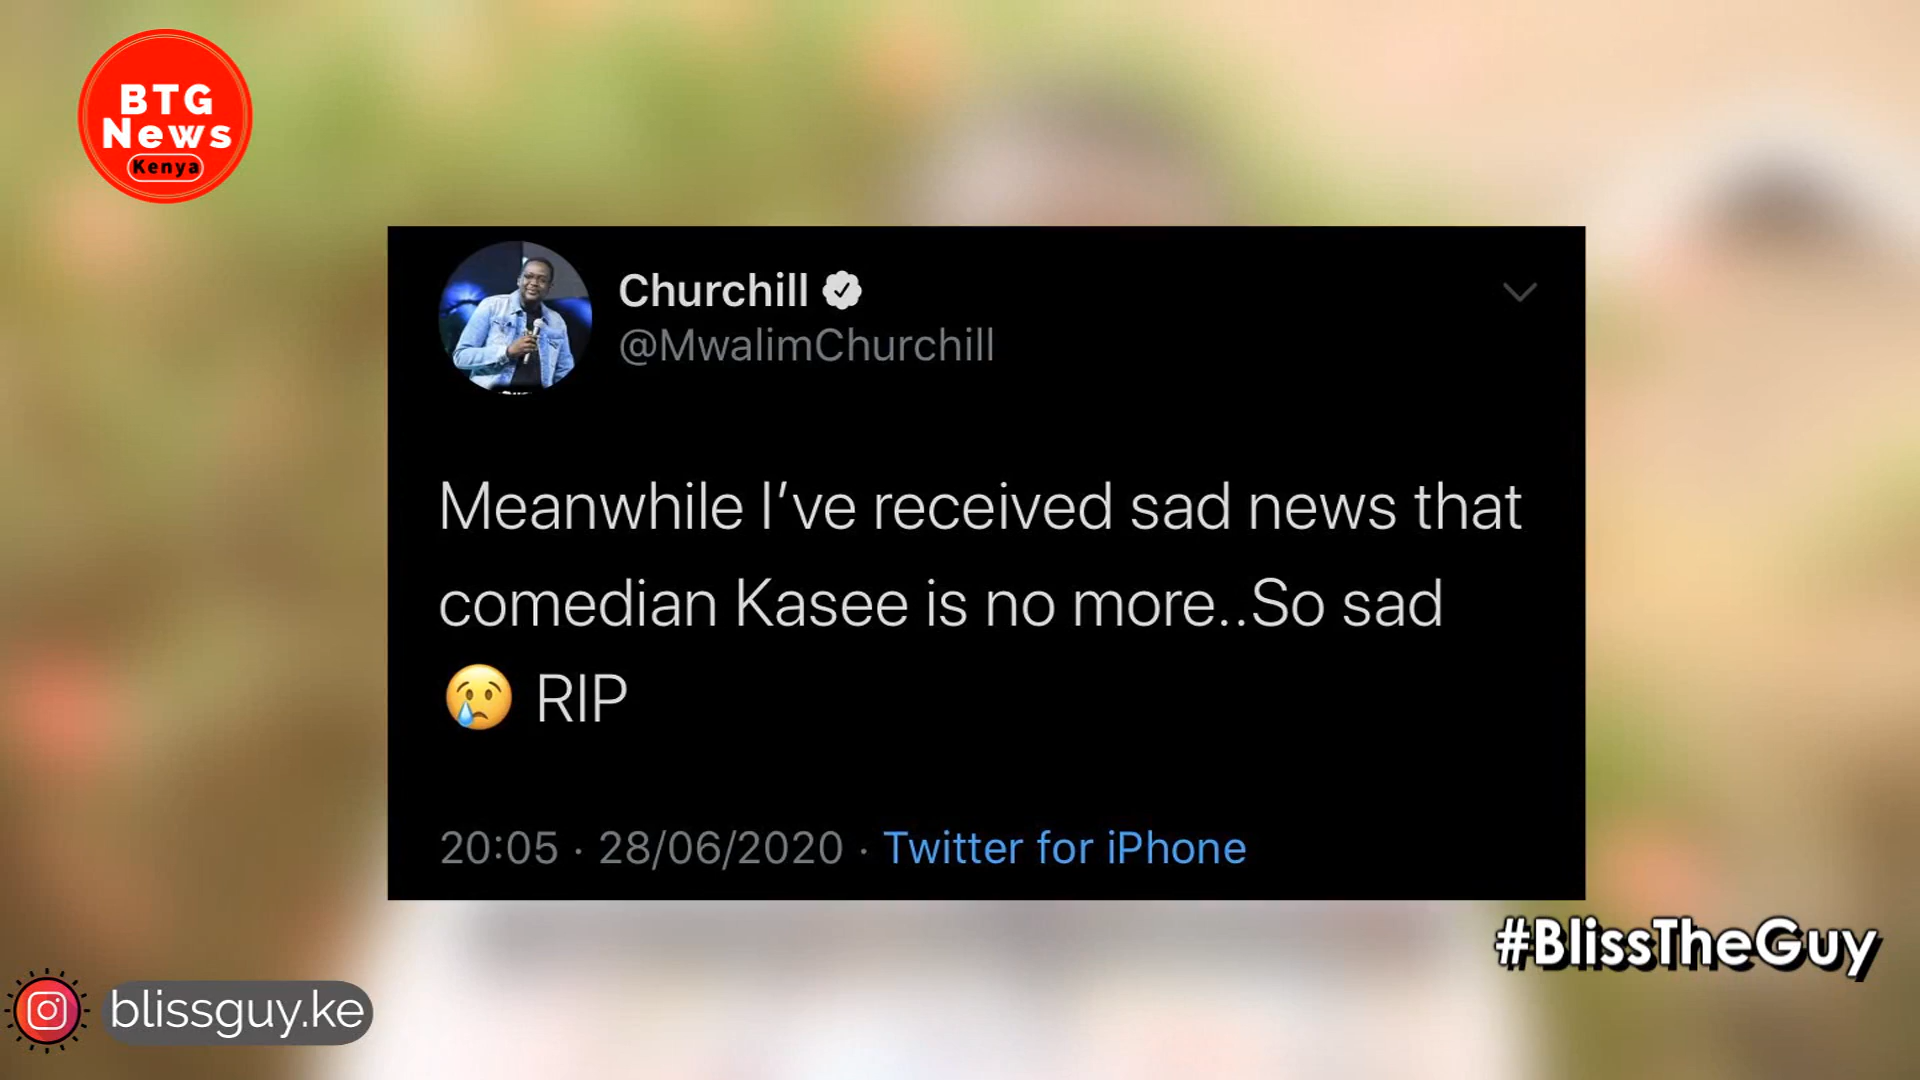 BTG
News
Kenya
Churchill
@MwalimChurchill
Meanwhile I've received sad news that
comedian Kasee is no more..So sad
😢 RIP
20:05 · 28/06/2020 · Twitter for iPhone
#BlissTheGuy
blissguy.ke